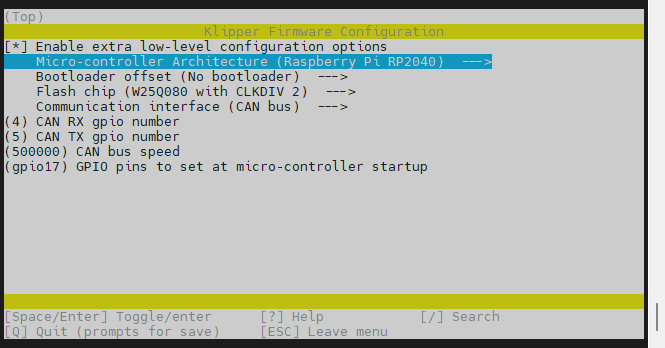 (Top)
Klipper Firmware Configuration
[*] Enable extra low-level configuration options
Micro-controller Architecture (Raspberry Pi RP2040)  --->
Bootloader offset (No bootloader)  --->
Flash chip (W25Q080 with CLKDIV 2)  --->
Communication interface (CAN bus)  --->
(4) CAN RX gpio number
(5) CAN TX gpio number
(500000) CAN bus speed
(gpio17) GPIO pins to set at micro-controller startup
[Space/Enter] Toggle/enter [?] Help [/] Search
[Q] Quit (prompts for save) [ESC] Leave menu